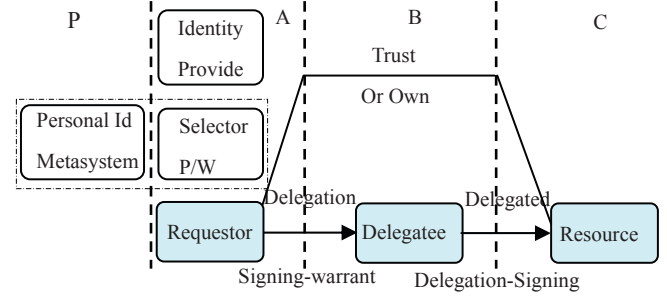 P
A
B
C
Identity
Provide
Trust
Or Own
Personal Id
Metasystem
Selector
P/W
Delegation
Delegated
Requestor
Delegatee
Resource
Signing-warrant
Delegation-Signing